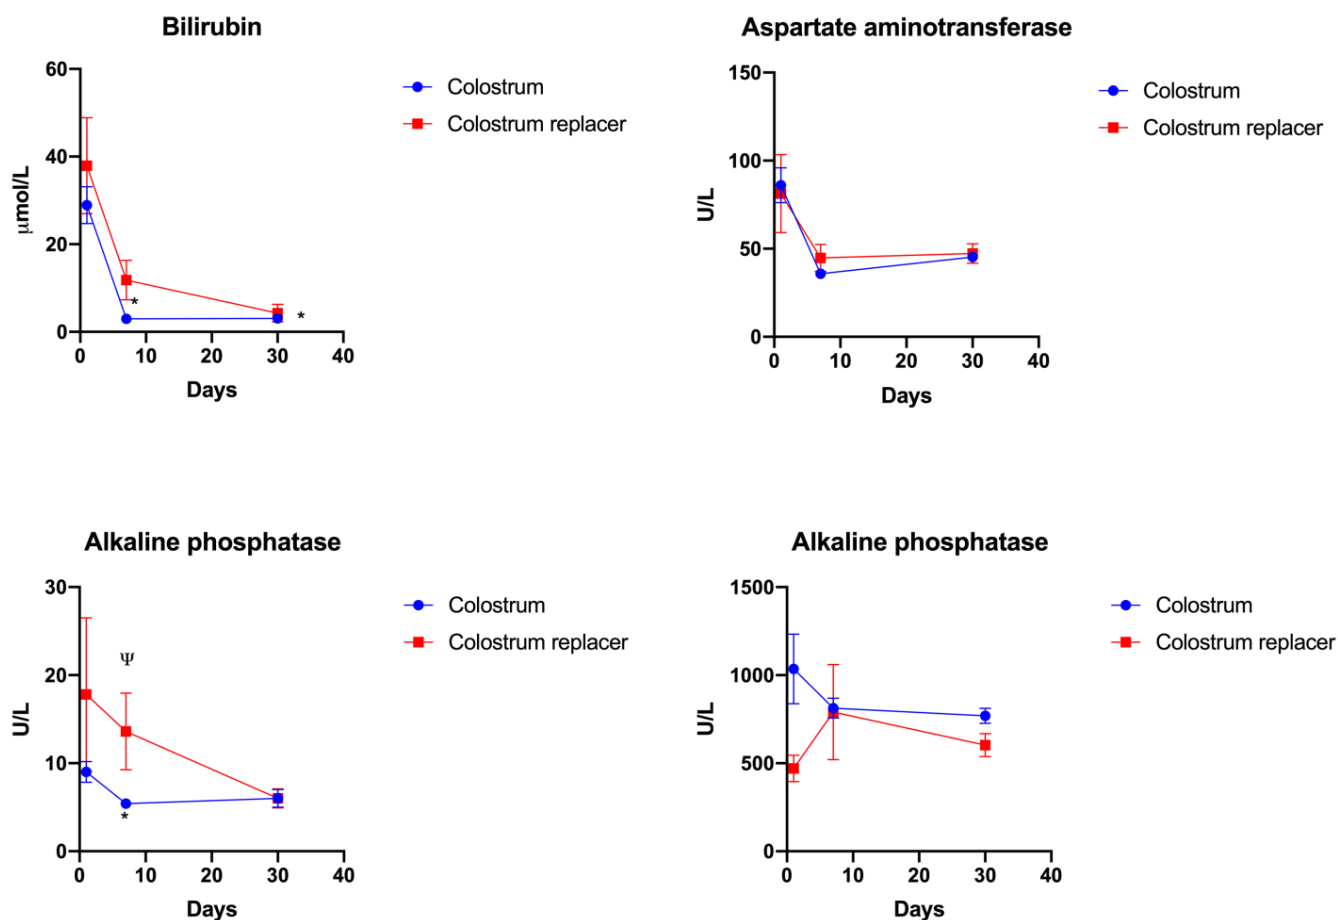 Bilirubin
60
40
20
0
μmol/L
*
*
0 10 20 30 40
Days
Colostrum
Colostrum replacer
Aspartate aminotransferase
150
100
50
0
U/L
0 10 20 30 40
Days
Colostrum
Colostrum replacer
Alkaline phosphatase
30
20
10
0
U/L
Ψ
*
0 10 20 30 40
Days
Colostrum
Colostrum replacer
Alkaline phosphatase
1500
1000
500
0
U/L
0 10 20 30 40
Days
Colostrum
Colostrum replacer